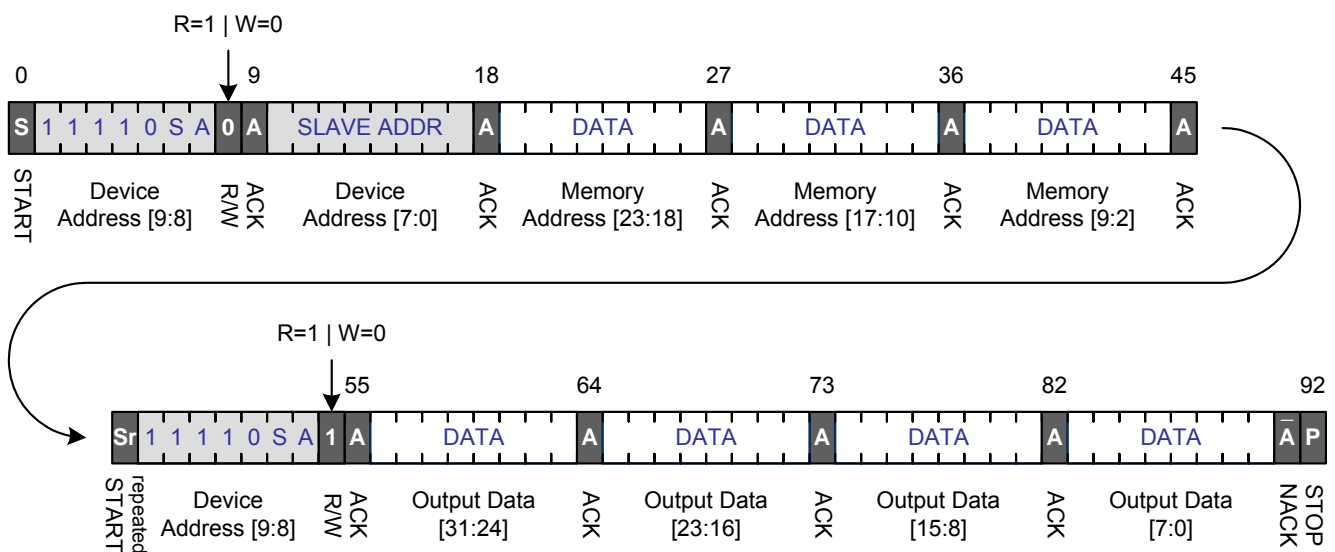 R=1 | W=0
0 9 18 27 36 45
S 1 1 1 1 0 S A 0 A SLAVE ADDR A DATA A DATA A DATA A
START Device Address [9:8] R/W ACK Device Address [7:0] ACK Memory Address [23:18] ACK Memory Address [17:10] ACK Memory Address [9:2] ACK
R=1 | W=0
55 64 73 82 92
Sr 1 1 1 1 0 S A 1 A DATA A DATA A DATA A DATA A̅ P
repeated START Device Address [9:8] R/W ACK Output Data [31:24] ACK Output Data [23:16] ACK Output Data [15:8] ACK Output Data [7:0] NACK STOP